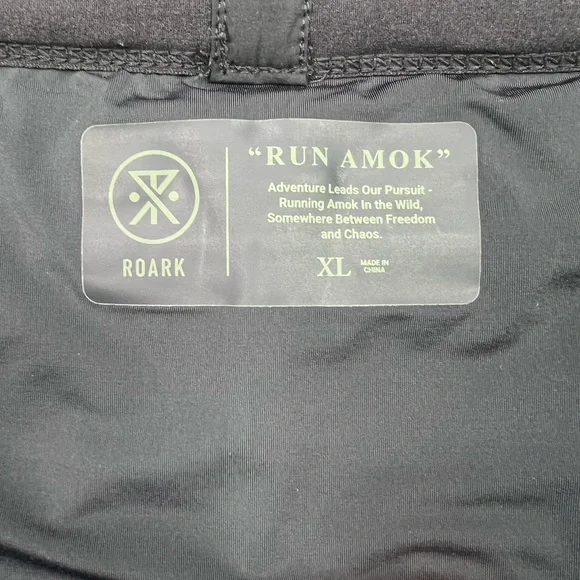 ROARK
“RUN AMOK”
Adventure Leads Our Pursuit -
Running Amok In the Wild,
Somewhere Between Freedom
and Chaos.
XL MADE IN
CHINA